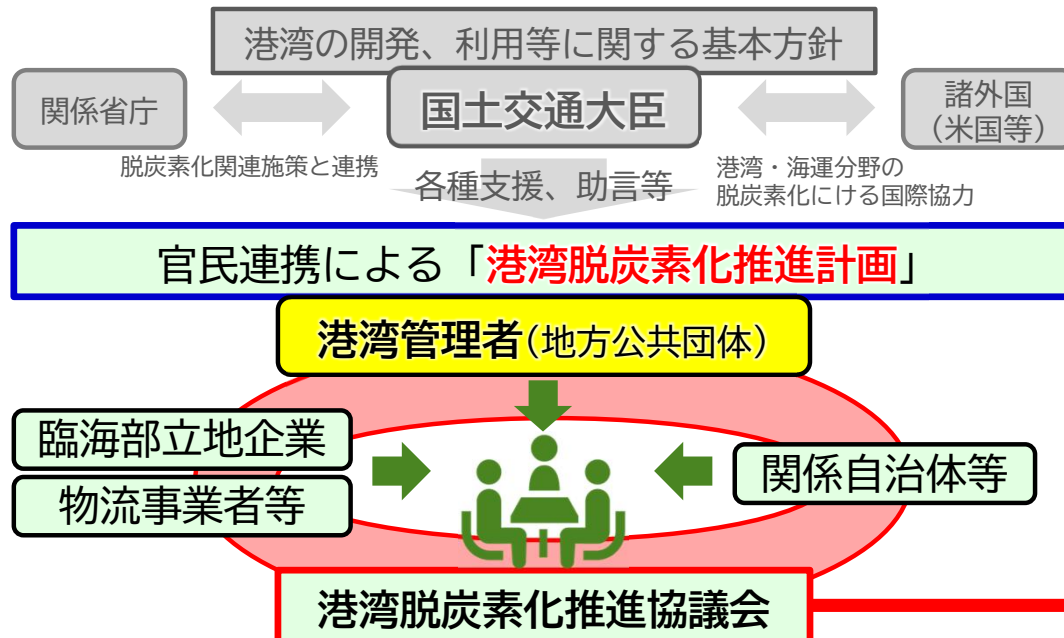 港湾の開発、利用等に関する基本方針
関係省庁
国土交通大臣
諸外国
（米国等）
脱炭素化関連施策と連携
各種支援、助言等
港湾・海運分野の
脱炭素化にける国際協力
官民連携による「港湾脱炭素化推進計画」
港湾管理者（地方公共団体）
臨海部立地企業
物流事業者等
関係自治体等
港湾脱炭素化推進協議会